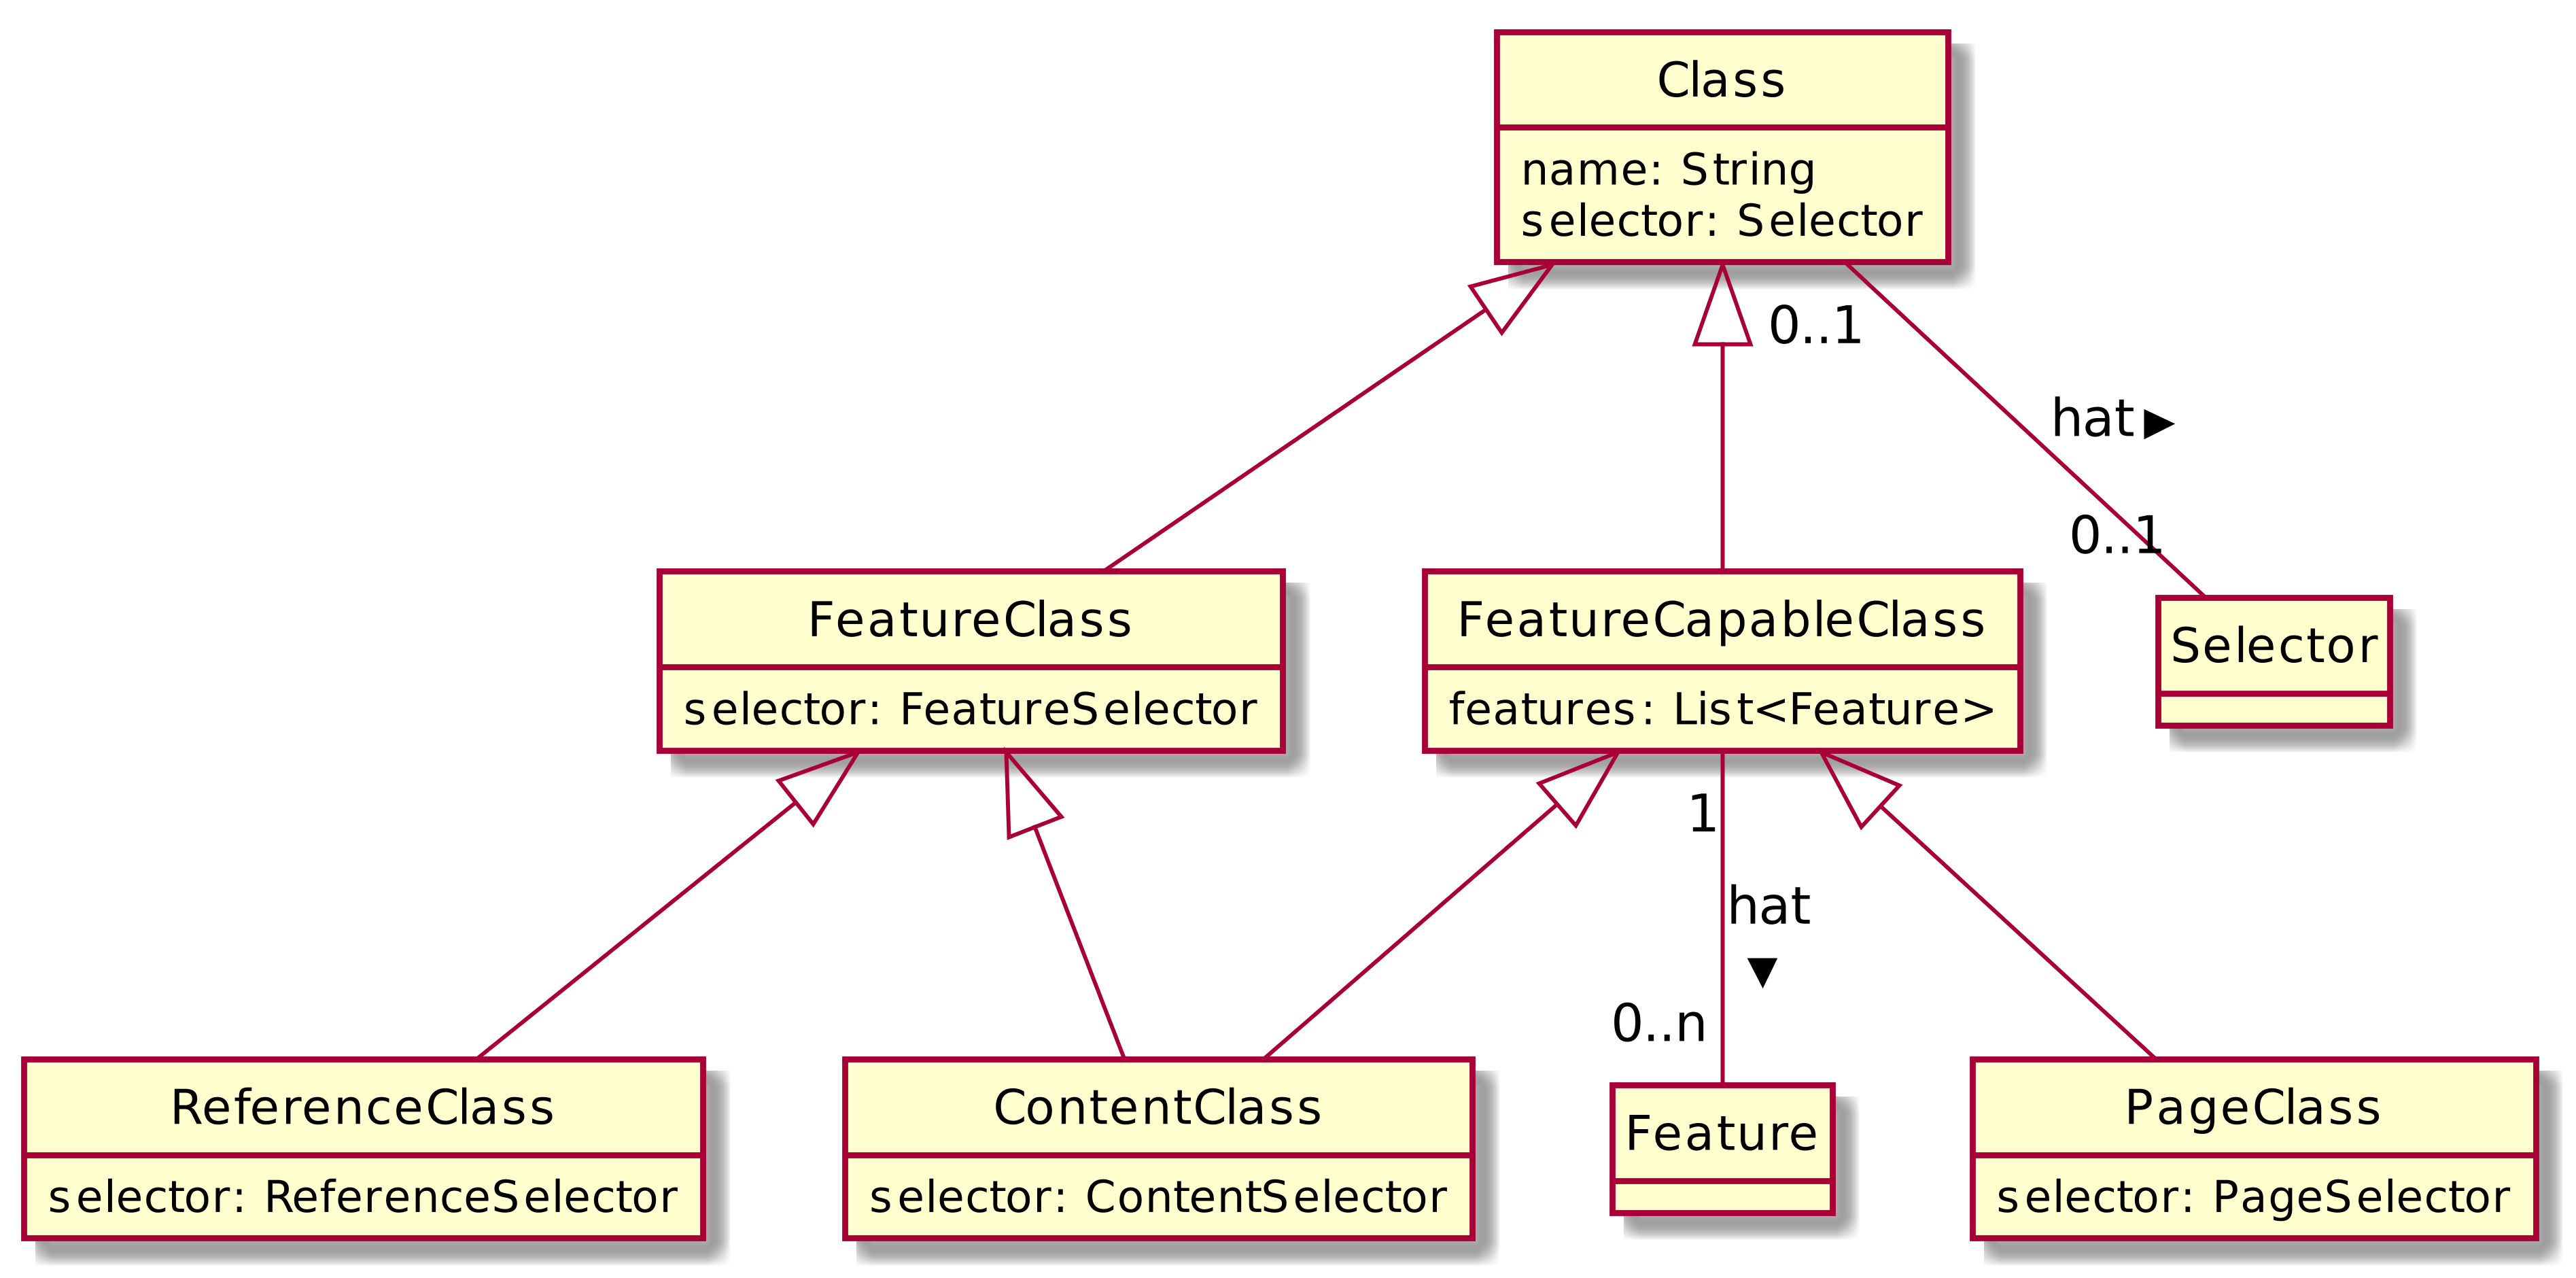 Class
name: String
selector: Selector
0..1
hat ▶
0..1
FeatureClass
selector: FeatureSelector
FeatureCapableClass
features: List<Feature>
Selector
1
hat
▼
0..n
ReferenceClass
selector: ReferenceSelector
ContentClass
selector: ContentSelector
Feature
PageClass
selector: PageSelector